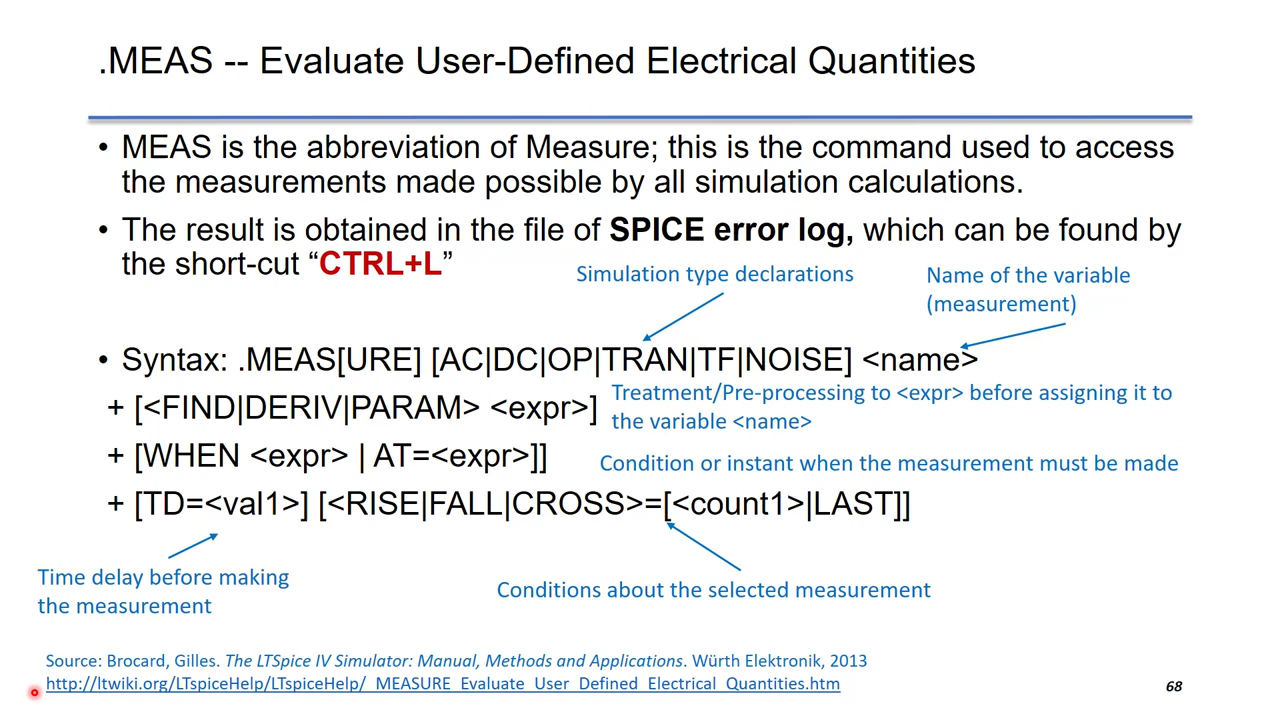 .MEAS -- Evaluate User-Defined Electrical Quantities
• MEAS is the abbreviation of Measure; this is the command used to access
the measurements made possible by all simulation calculations.
• The result is obtained in the file of SPICE error log, which can be found by
the short-cut “CTRL+L”
Simulation type declarations
Name of the variable
(measurement)
• Syntax: .MEAS[URE] [AC|DC|OP|TRAN|TF|NOISE] <name>
+ [<FIND|DERIV|PARAM> <expr>]
Treatment/Pre-processing to <expr> before assigning it to
the variable <name>
+ [WHEN <expr> | AT=<expr>]]
Condition or instant when the measurement must be made
+ [TD=<val1>] [<RISE|FALL|CROSS>=[<count1>|LAST]]
Time delay before making
the measurement
Conditions about the selected measurement
Source: Brocard, Gilles. The LTSpice IV Simulator: Manual, Methods and Applications. Würth Elektronik, 2013
http://ltwiki.org/LTspiceHelp/LTspiceHelp/_MEASURE_Evaluate_User_Defined_Electrical_Quantities.htm
68